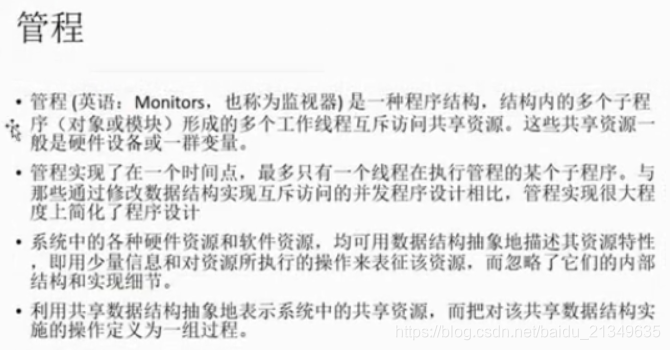 管程
• 管程 (英语：Monitors，也称为监视器) 是一种程序结构，结构内的多个子程
序（对象或模块）形成的多个工作线程互斥访问共享资源。这些共享资源一
般是硬件设备或一群变量。
• 管程实现了在一个时间点，最多只有一个线程在执行管程的某个子程序。与
那些通过修改数据结构实现互斥访问的并发程序设计相比，管程实现很大程
度上简化了程序设计
• 系统中的各种硬件资源和软件资源，均可用数据结构抽象地描述其资源特性
，即用少量信息和对资源所执行的操作来表征该资源，而忽略了它们的内部
结构和实现细节。
• 利用共享数据结构抽象地表示系统中的共享资源，而把对该共享数据结构实
施的操作定义为一组过程。
https://blog.csdn.net/baidu_21349635